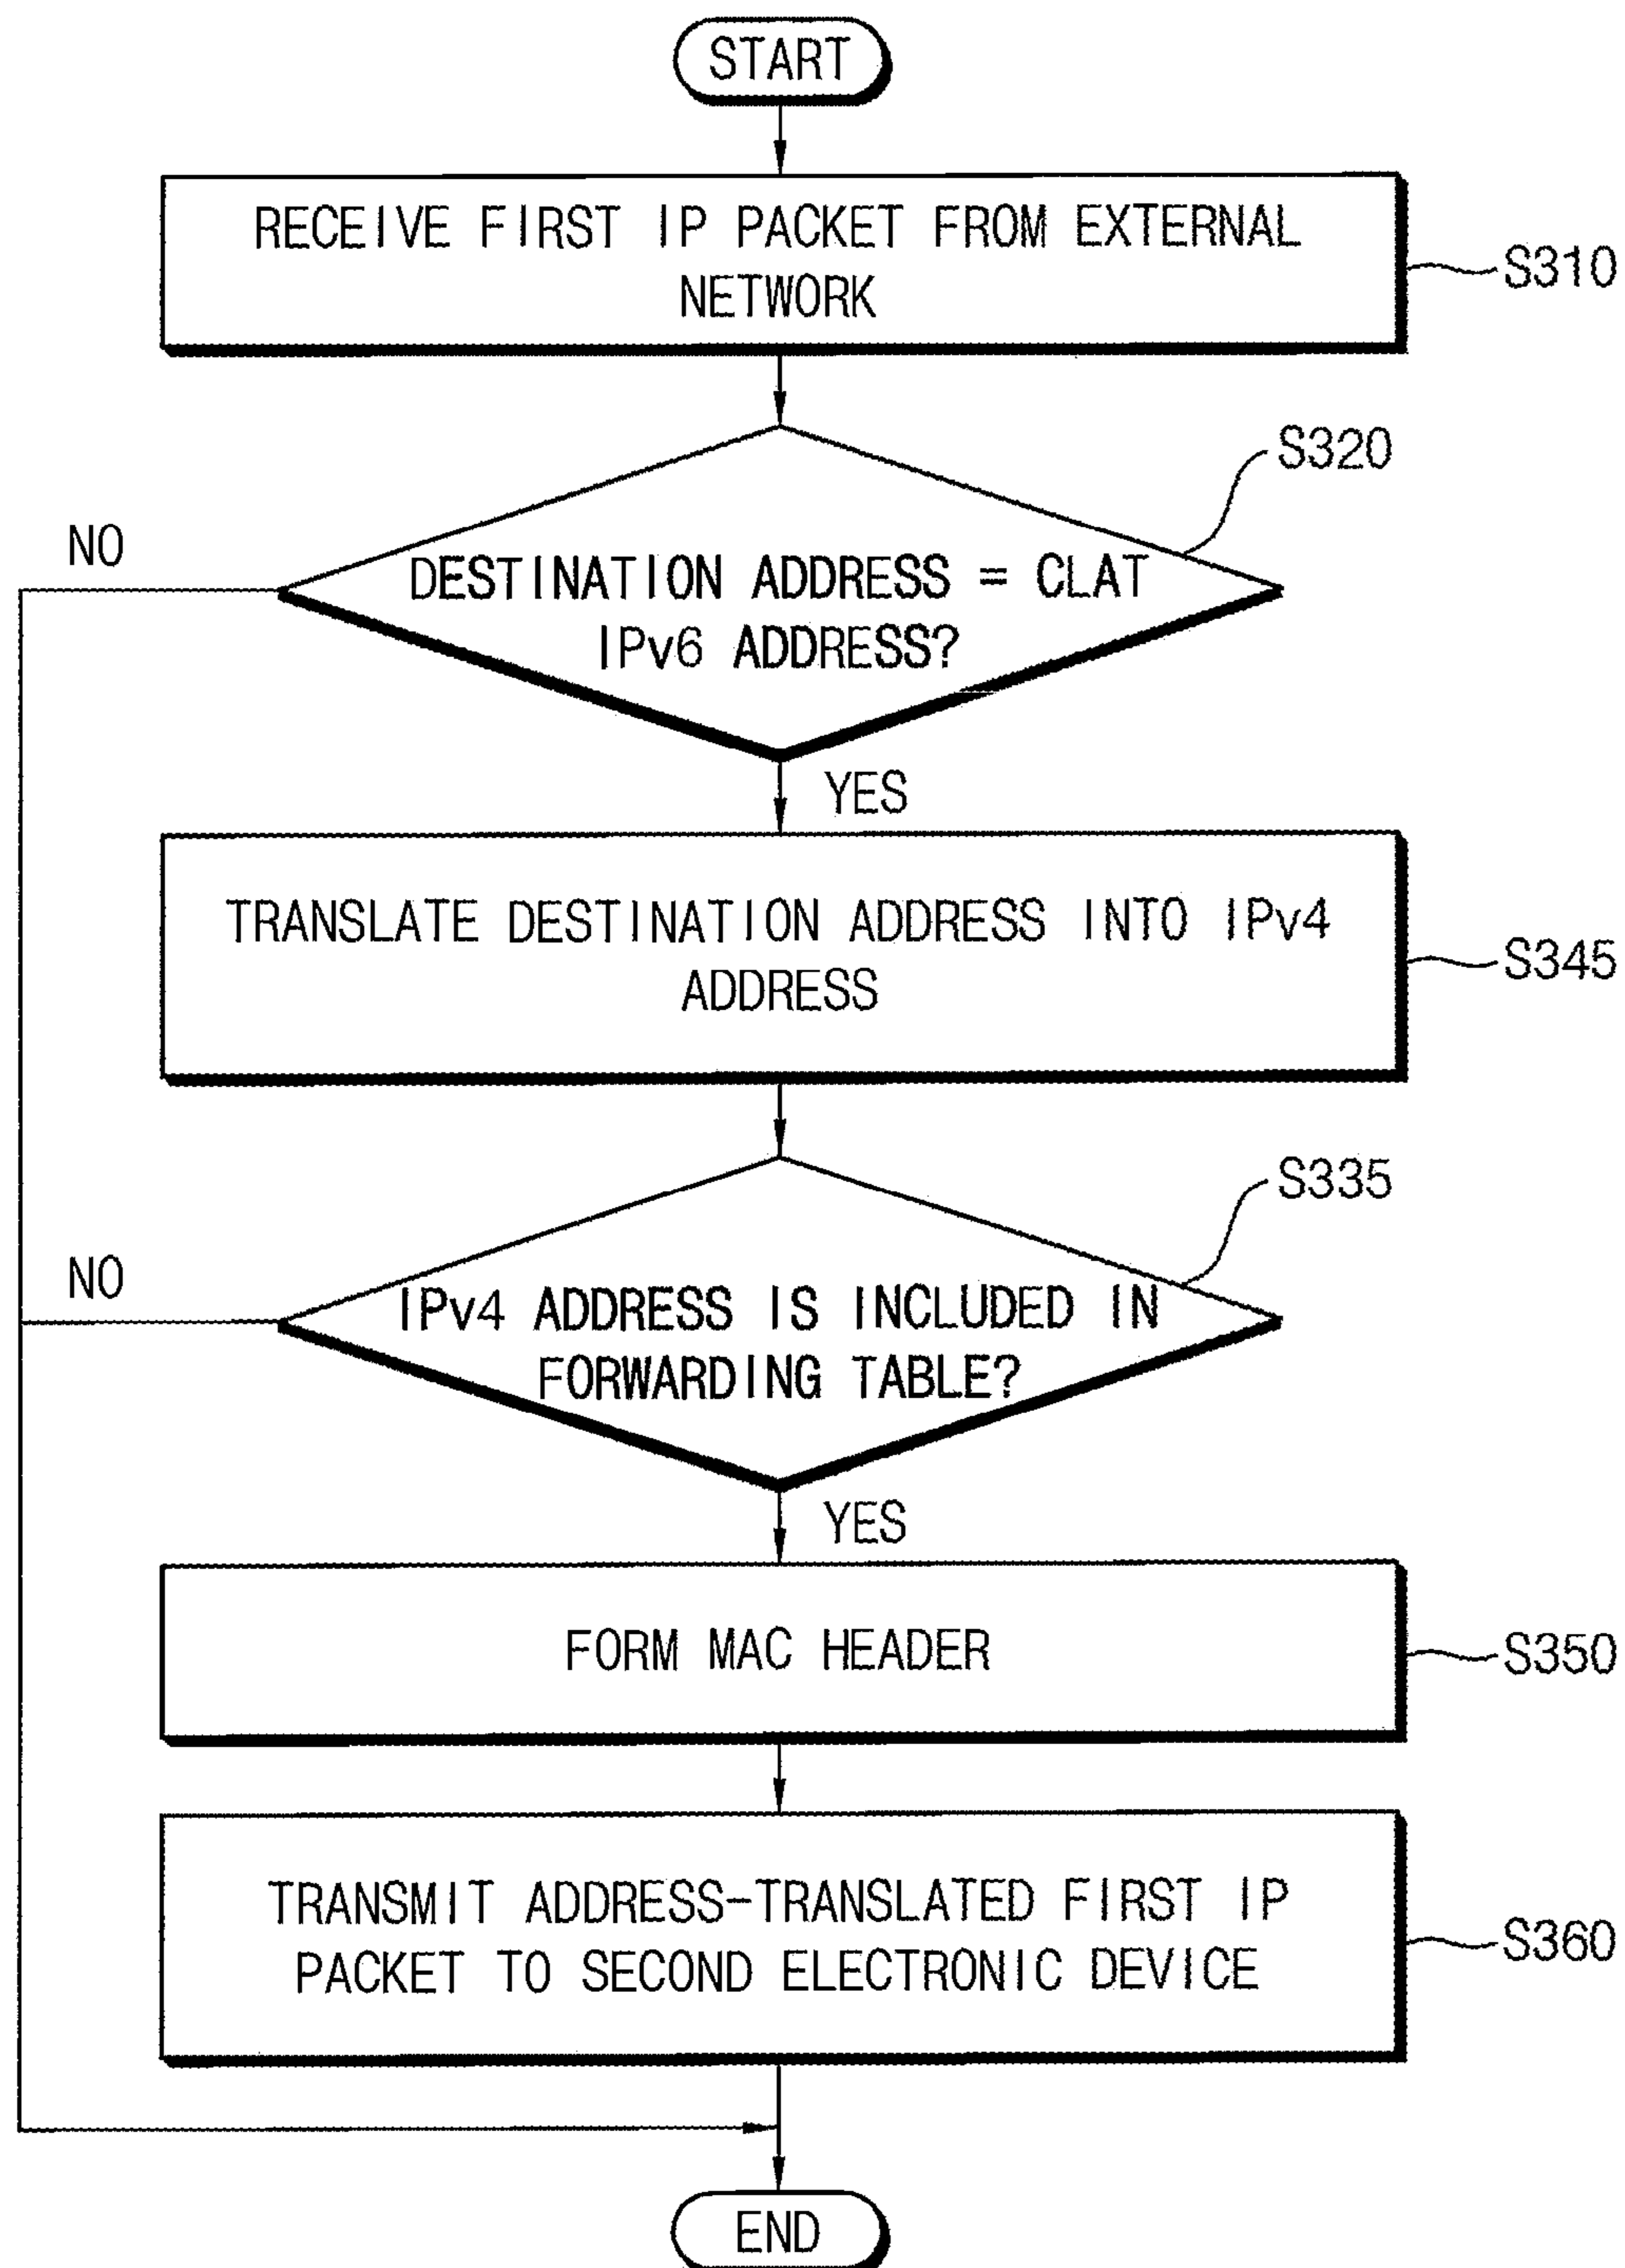 START
RECEIVE FIRST IP PACKET FROM EXTERNAL
NETWORK
S310
S320
NO
DESTINATION ADDRESS = CLAT
IPv6 ADDRESS?
YES
TRANSLATE DESTINATION ADDRESS INTO IPv4
ADDRESS
S345
S335
NO
IPv4 ADDRESS IS INCLUDED IN
FORWARDING TABLE?
YES
FORM MAC HEADER
S350
TRANSMIT ADDRESS-TRANSLATED FIRST IP
PACKET TO SECOND ELECTRONIC DEVICE
S360
END